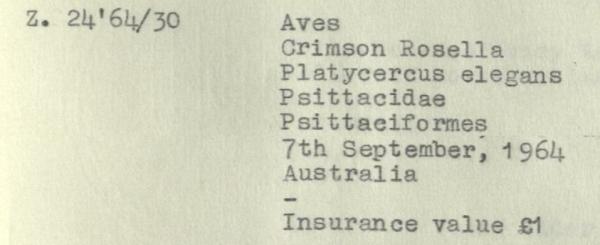 Z. 24'64/30 Aves
Crimson Rosella
Platycercus elegans
Psittacidae
Psittaciformes
7th September, 1964
Australia
-
Insurance value £1